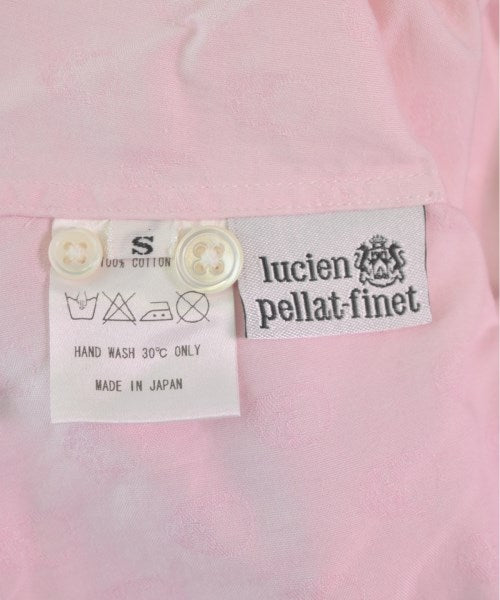 S
100% COTTON
HAND WASH 30℃ ONLY
MADE IN JAPAN
lucien
pellat-finet